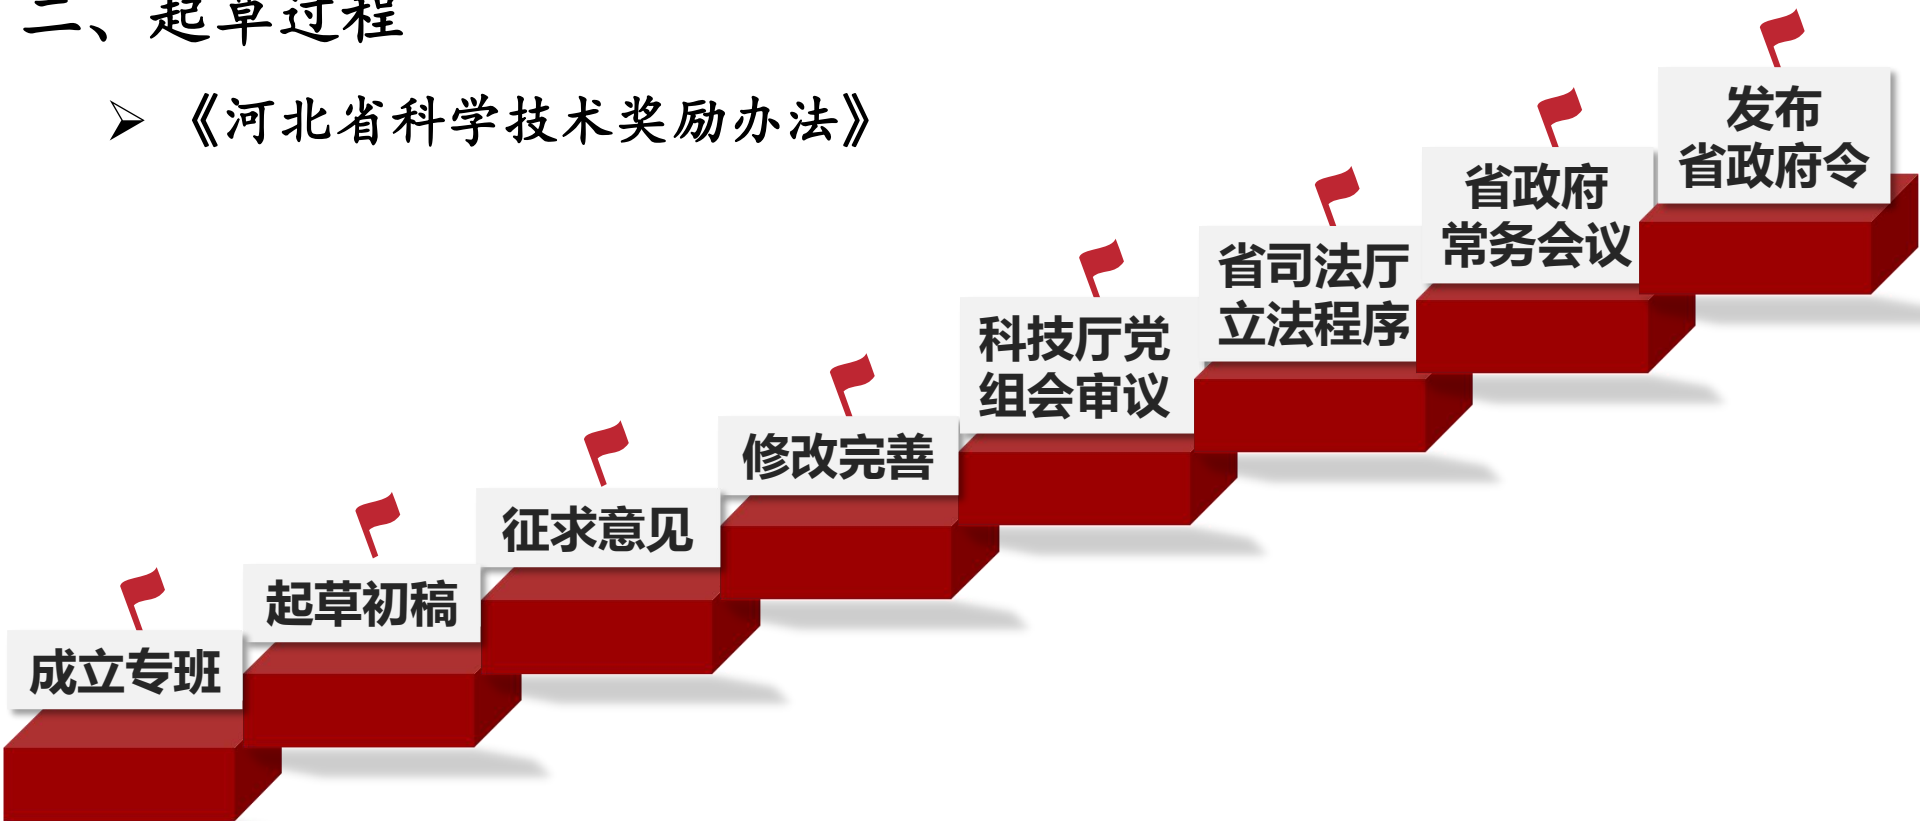 二、起草过程
《河北省科学技术奖励办法》
成立专班
起草初稿
征求意见
修改完善
科技厅党
组会审议
省司法厅
立法程序
省政府
常务会议
发布
省政府令